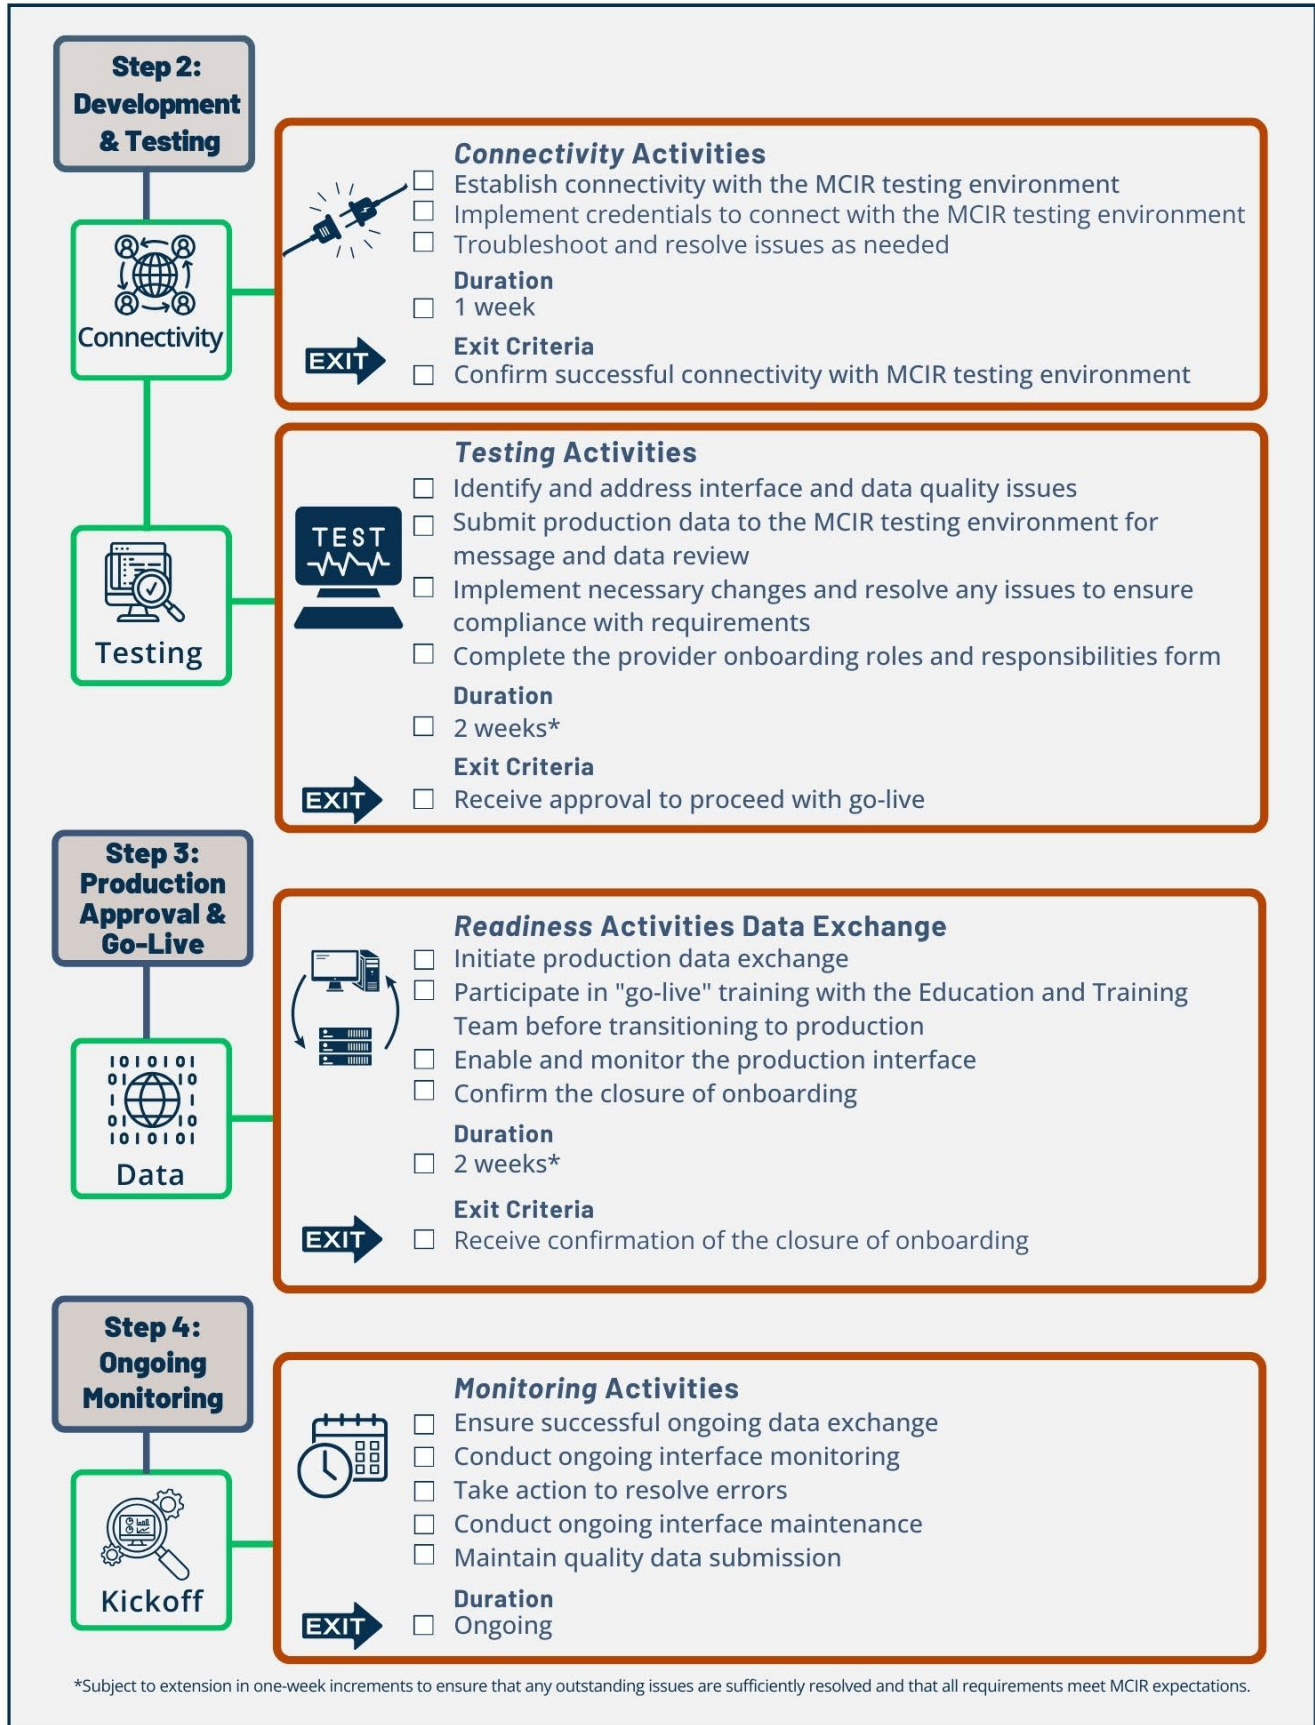 Step 2:
Development
& Testing
Connectivity Activities
Establish connectivity with the MCIR testing environment
Implement credentials to connect with the MCIR testing environment
Troubleshoot and resolve issues as needed
Duration
1 week
Exit Criteria
EXIT
Confirm successful connectivity with MCIR testing environment
Connectivity
Testing Activities
Identify and address interface and data quality issues
TEST
Submit production data to the MCIR testing environment for
message and data review
Implement necessary changes and resolve any issues to ensure
compliance with requirements
Complete the provider onboarding roles and responsibilities form
Testing
Duration
2 weeks*
Exit Criteria
EXIT
Receive approval to proceed with go-live
Step 3:
Production
Approval &
Go-Live
Readiness Activities Data Exchange
Initiate production data exchange
Participate in "go-live" training with the Education and Training
Team before transitioning to production
Enable and monitor the production interface
Confirm the closure of onboarding
1010101
01 10
0 1
01 10
1010101
Data
Duration
2 weeks*
Exit Criteria
EXIT
Receive confirmation of the closure of onboarding
Step 4:
Ongoing
Monitoring
Monitoring Activities
Ensure successful ongoing data exchange
Conduct ongoing interface monitoring
Take action to resolve errors
Conduct ongoing interface maintenance
Maintain quality data submission
Kickoff
Duration
EXIT
Ongoing
*Subject to extension in one-week increments to ensure that any outstanding issues are sufficiently resolved and that all requirements meet MCIR expectations.